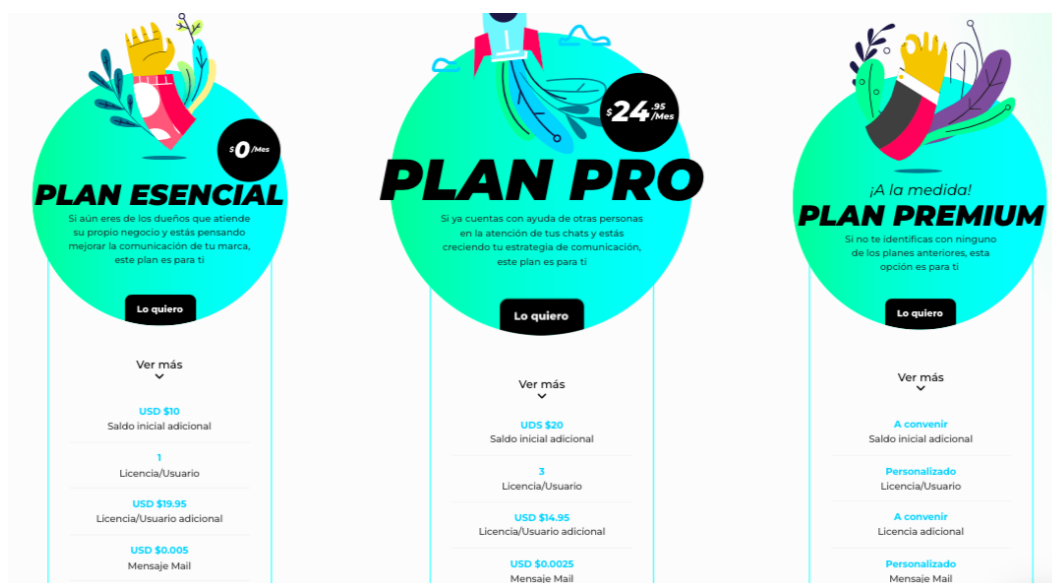 $0/Mes
PLAN ESENCIAL
Si aún eres de los dueños que atiende
su propio negocio y estás pensando
mejorar la comunicación de tu marca,
este plan es para ti
Lo quiero
Ver más
USD $10
Saldo inicial adicional
1
Licencia/Usuario
USD $19.95
Licencia/Usuario adicional
USD $0.005
Mensaje Mail
$24.95/Mes
PLAN PRO
Si ya cuentas con ayuda de otras personas
en la atención de tus chats y estás
creciendo tu estrategia de comunicación,
este plan es para ti
Lo quiero
Ver más
UDS $20
Saldo inicial adicional
3
Licencia/Usuario
USD $14.95
Licencia/Usuario adicional
USD $0.0025
Mensaje Mail
¡A la medida!
PLAN PREMIUM
Si no te identificas con ninguno
de los planes anteriores, esta
opción es para ti
Lo quiero
Ver más
A convenir
Saldo inicial adicional
Personalizado
Licencia/Usuario
A convenir
Licencia adicional
Personalizado
Mensaje Mail